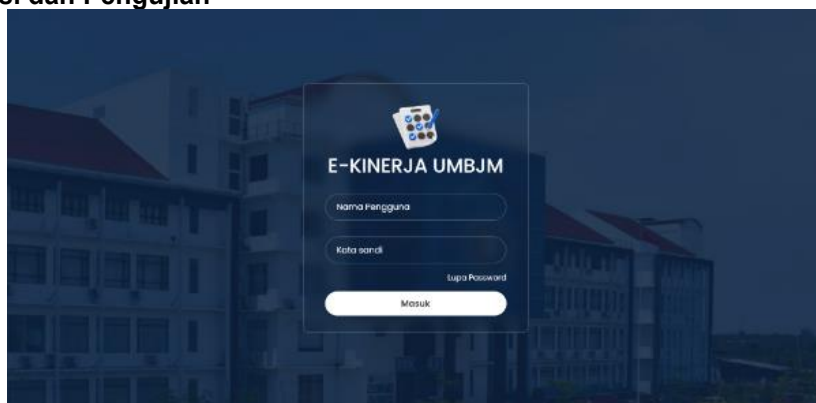 si dan Pengujian
E-KINERJA UMBJM
Nama Pengguna
Kata sandi
Lupa Password
Masuk